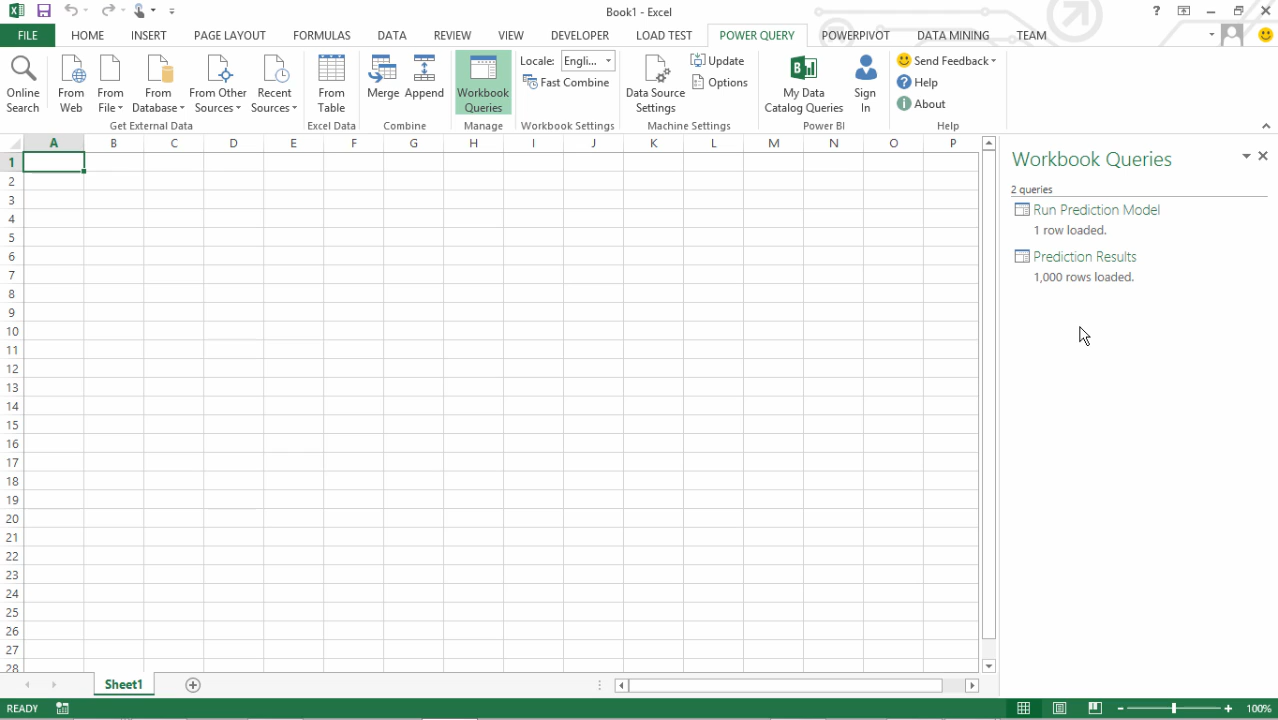 Book1 - Excel
?
FILE HOME INSERT PAGE LAYOUT FORMULAS DATA REVIEW VIEW DEVELOPER LOAD TEST POWER QUERY POWERPIVOT DATA MINING TEAM
Online Search
From Web
From File
From Database
From Other Sources
Recent Sources
Get External Data
From Table
Excel Data
Merge
Append
Combine
Workbook Queries
Manage
Locale: Engli...
Fast Combine
Workbook Settings
Data Source Settings
Update
Options
Machine Settings
My Data Catalog Queries
Sign In
Power BI
Send Feedback
Help
About
Help
A B C D E F G H I J K L M N O P
1
2
3
4
5
6
7
8
9
10
11
12
13
14
15
16
17
18
19
20
21
22
23
24
25
26
27
28
Workbook Queries
2 queries
Run Prediction Model
1 row loaded.
Prediction Results
1,000 rows loaded.
Sheet1
READY
100%